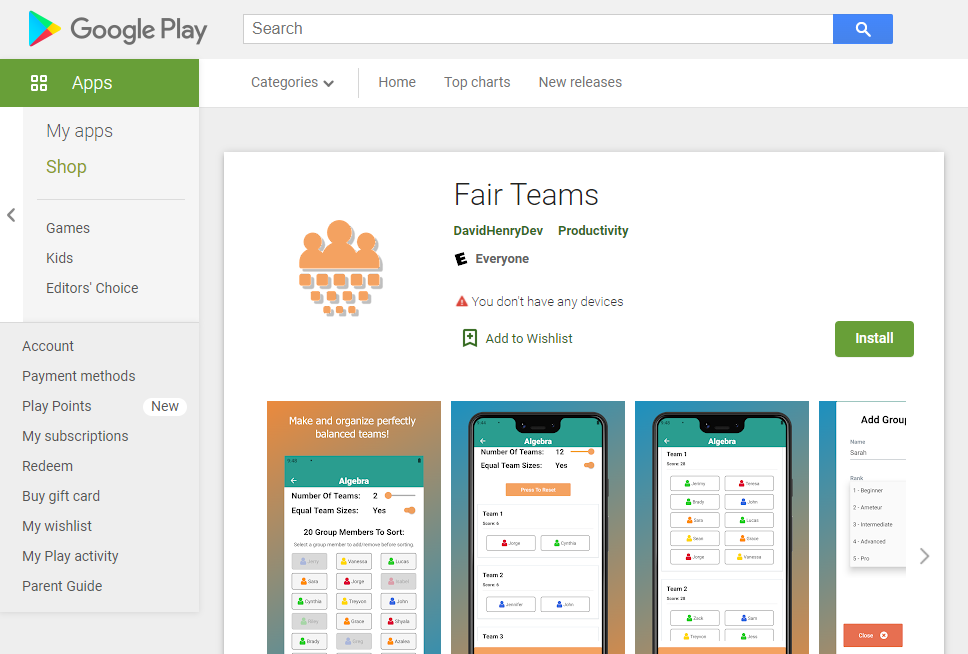 Google Play
Search
Apps
Categories
Home
Top charts
New releases
My apps
Shop
Games
Kids
Editors' Choice
Account
Payment methods
Play Points
New
My subscriptions
Redeem
Buy gift card
My wishlist
My Play activity
Parent Guide
Fair Teams
DavidHenryDev
Productivity
E
Everyone
You don't have any devices
Add to Wishlist
Install
Make and organize perfectly
balanced teams!
Algebra
Number Of Teams: 2
Equal Team Sizes: Yes
20 Group Members To Sort:
Select a group member to add/remove before sorting
Jerry Vanessa Lucas
Sara Jorge Isabel
Cynthia Treyvon John
Grace Shyala
Brady Greg Azalea
Algebra
Number Of Teams: 12
Equal Team Sizes: Yes
Press To Reset
Team 1
Score: 6
Jorge Cynthia
Team 2
Score: 6
Jennifer John
Team 3
Algebra
Team 1
Score: 28
Jenny Teresa
Brady John
Sara Lucas
Sean Grace
Jorge Vanessa
Team 2
Score: 28
Zack Sam
Treyvon Jess
Add Grou
Name
Sarah
Rank
1 - Beginner
2 - Ameteur
3 - Intermediate
4 - Advanced
5 - Pro
Close